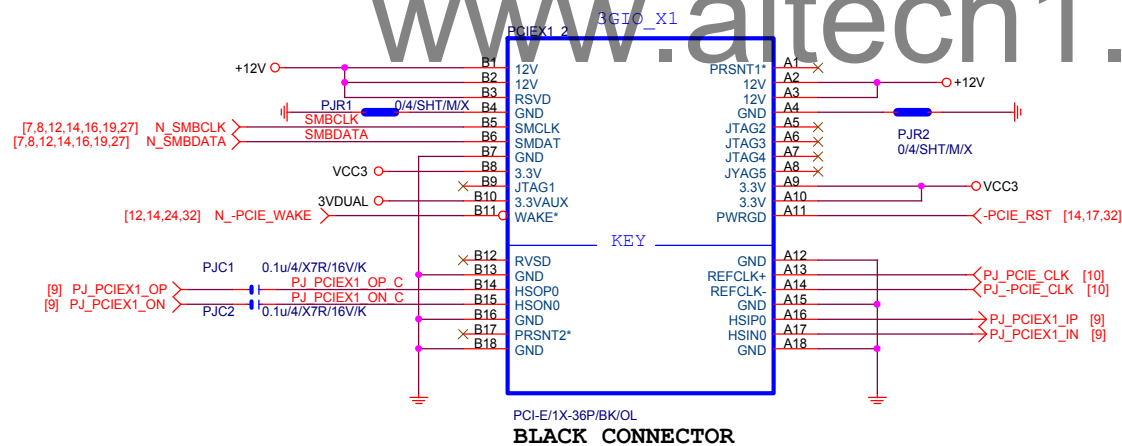 www.altech1.
3GIO_X1
PCIEX1_2
+12V
B1 12V
B2 12V
B3 RSVD
PJR1 0/4/SHT/M/X B4 GND
[7,8,12,14,16,19,27] N_SMBCLK SMBCLK B5 SMCLK
[7,8,12,14,16,19,27] N_SMBDATA SMBDATA B6 SMDAT
B7 GND
VCC3 B8 3.3V
B9 JTAG1
3VDUAL B10 3.3VAUX
[12,14,24,32] N_-PCIE_WAKE B11 WAKE*
KEY
B12 RVSD
PJC1 0.1u/4/X7R/16V/K B13 GND
[9] PJ_PCIEX1_OP PJ_PCIEX1_OP_C B14 HSOP0
[9] PJ_PCIEX1_ON PJ_PCIEX1_ON_C B15 HSON0
PJC2 0.1u/4/X7R/16V/K B16 GND
B17 PRSNT2*
B18 GND
PRSNT1* A1
12V A2 +12V
12V A3
GND A4
JTAG2 A5
PJR2
0/4/SHT/M/X
JTAG3 A6
JTAG4 A7
JYAG5 A8
3.3V A9 VCC3
3.3V A10
PWRGD A11 -PCIE_RST [14,17,32]
GND A12
REFCLK+ A13 PJ_PCIE_CLK [10]
REFCLK- A14 PJ_-PCIE_CLK [10]
GND A15
HSIP0 A16 PJ_PCIEX1_IP [9]
HSIN0 A17 PJ_PCIEX1_IN [9]
GND A18
PCI-E/1X-36P/BK/OL
BLACK CONNECTOR